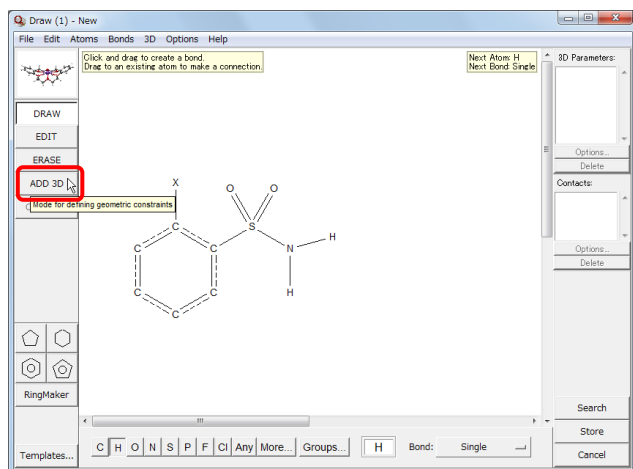 Draw (1) - New
File Edit Atoms Bonds 3D Options Help
Click and drag to create a bond.
Drag to an existing atom to make a connection.
Next Atom: H
Next Bond: Single
3D Parameters:
DRAW
EDIT
ERASE
ADD 3D
Mode for defining geometric constraints
Options...
Delete
Contacts:
Options...
Delete
X
O O
S
N H
H
C
C C
C C
C
RingMaker
Templates...
C H O N S P F Cl Any More... Groups... H Bond: Single
Search
Store
Cancel